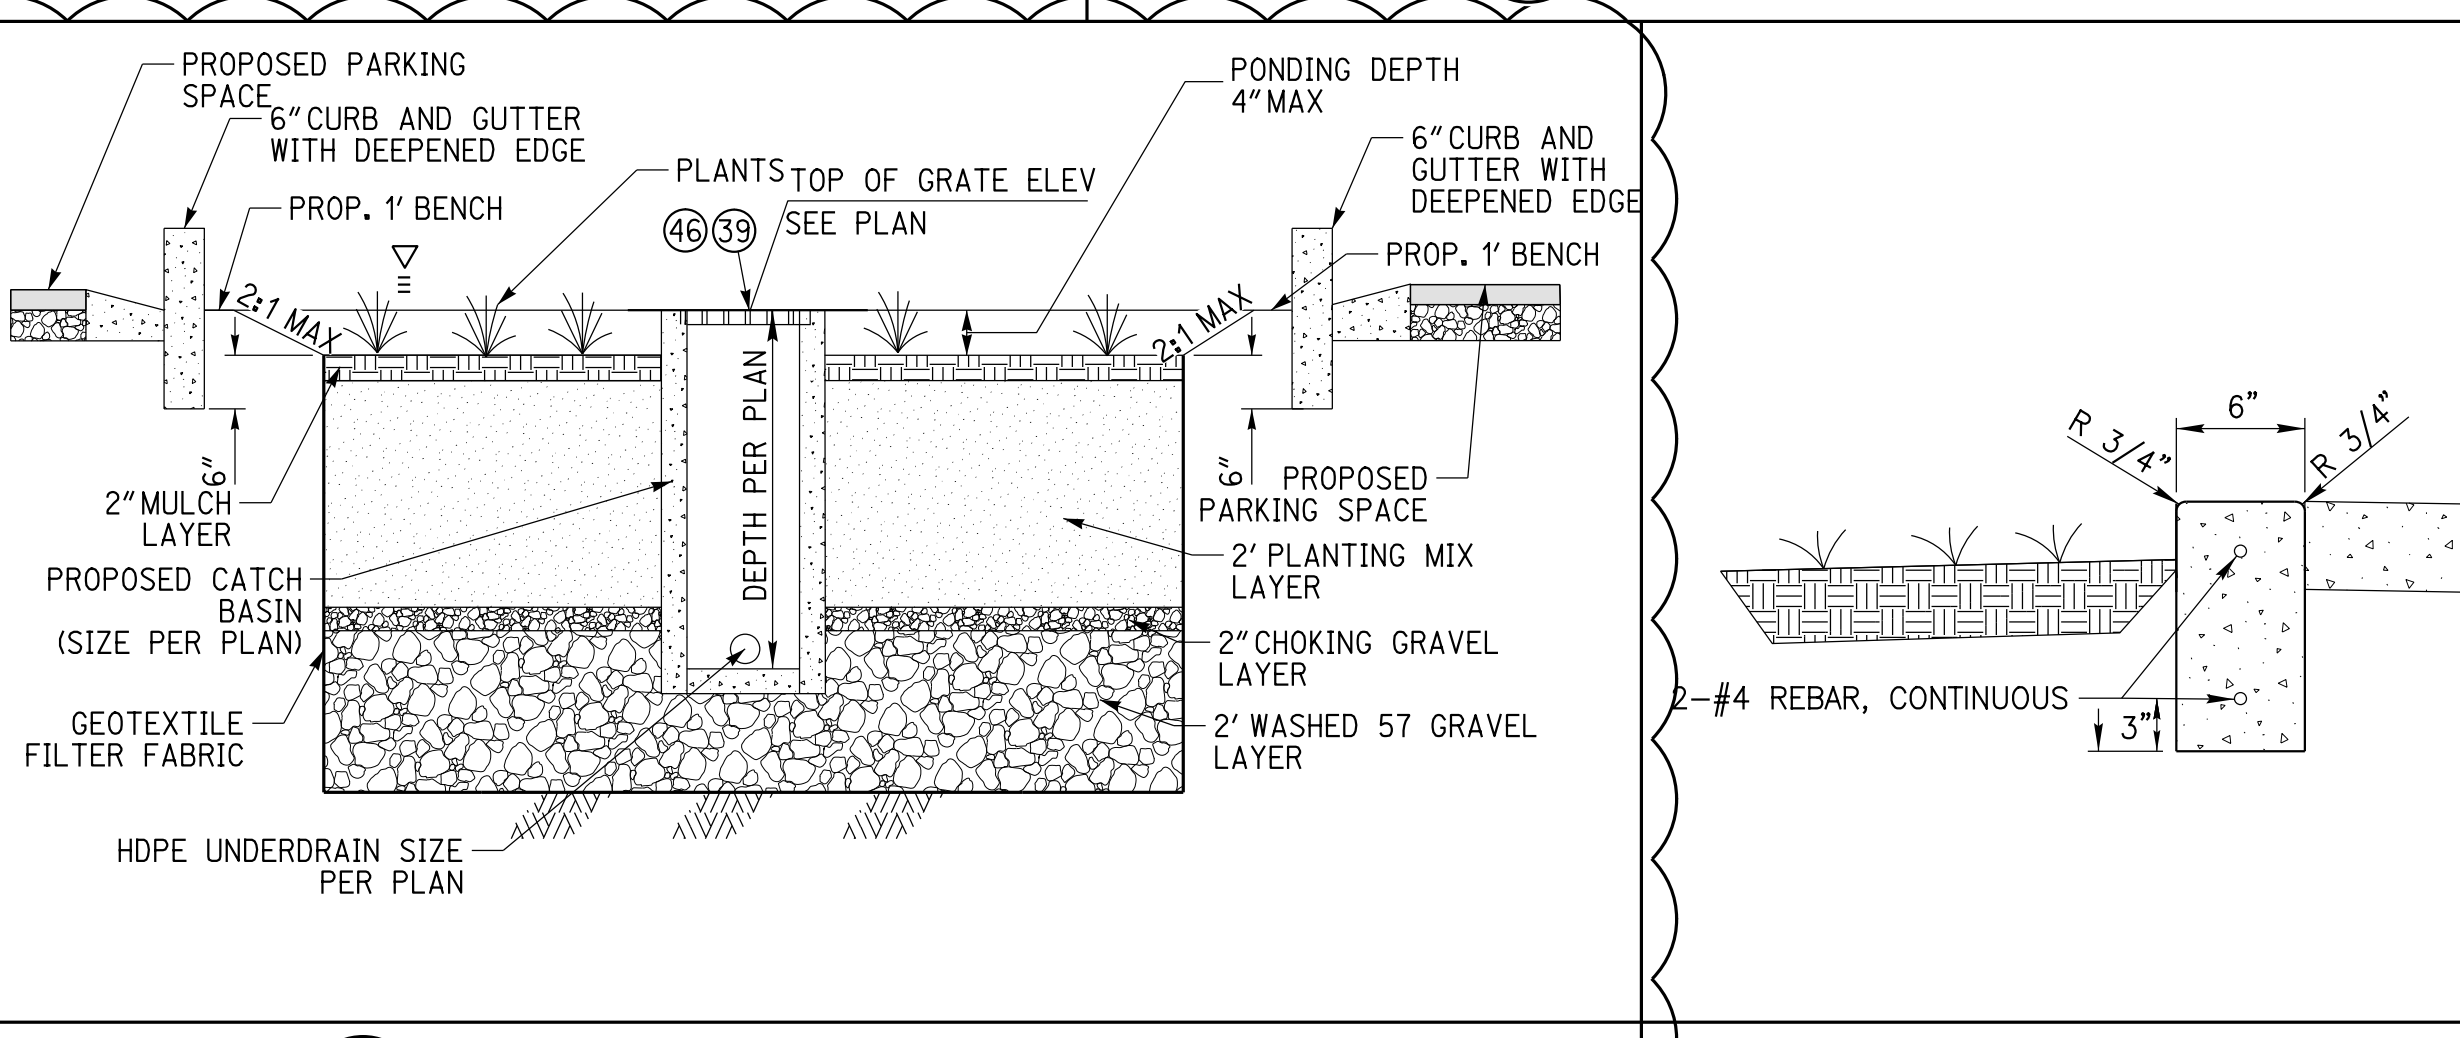 PROPOSED PARKING
SPACE
6" CURB AND GUTTER
WITH DEEPENED EDGE
PROP. 1' BENCH
2:1 MAX
PLANTS
TOP OF GRATE ELEV
SEE PLAN
46
39
PONDING DEPTH
4" MAX
6" CURB AND
GUTTER WITH
DEEPENED EDGE
PROP. 1' BENCH
2:1 MAX
DEPTH PER PLAN
6"
2" MULCH
LAYER
PROPOSED CATCH
BASIN
(SIZE PER PLAN)
GEOTEXTILE
FILTER FABRIC
HDPE UNDERDRAIN SIZE
PER PLAN
6"
PROPOSED
PARKING SPACE
2' PLANTING MIX
LAYER
2" CHOKING GRAVEL
LAYER
2' WASHED 57 GRAVEL
LAYER
R 3/4"
6"
R 3/4"
2-#4 REBAR, CONTINUOUS
3"